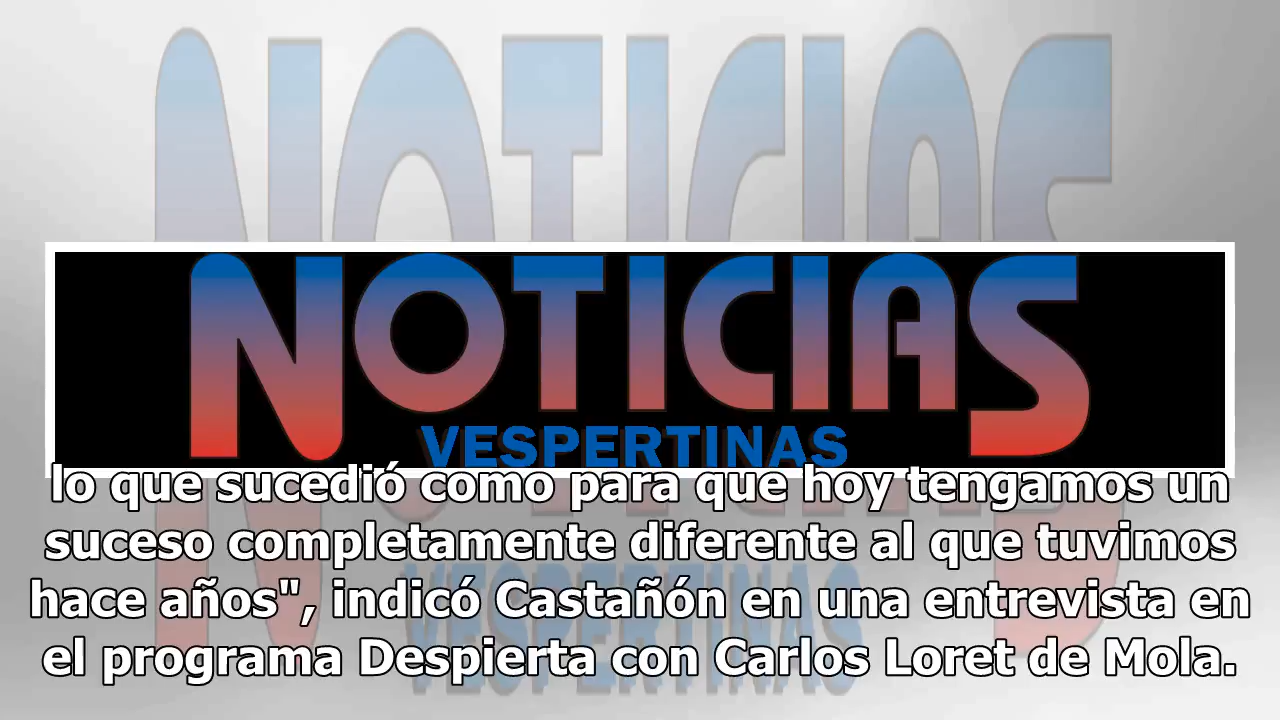 NOTICIAS
VESPERTINAS
lo que sucedió como para que hoy tengamos un
suceso completamente diferente al que tuvimos
hace años", indicó Castañón en una entrevista en
el programa Despierta con Carlos Loret de Mola.